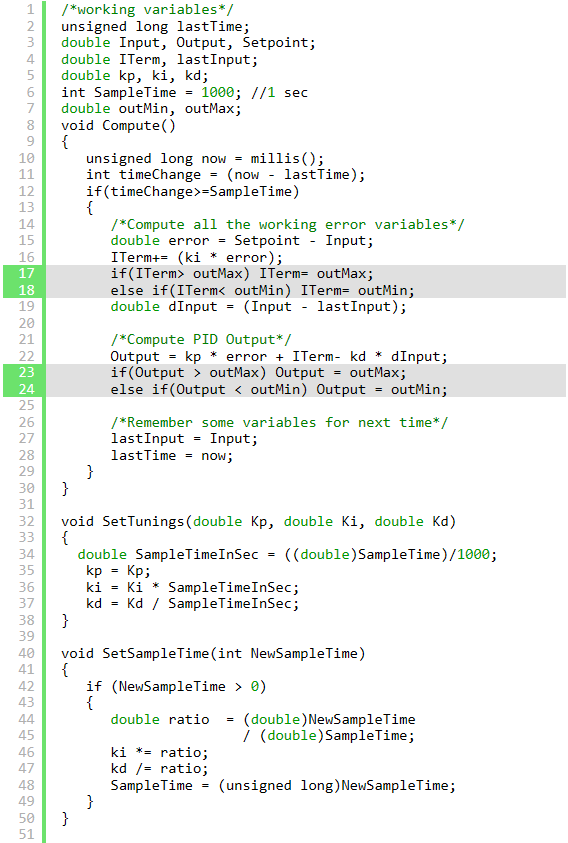 1 /*working variables*/
2 unsigned long lastTime;
3 double Input, Output, Setpoint;
4 double ITerm, lastInput;
5 double kp, ki, kd;
6 int SampleTime = 1000; //1 sec
7 double outMin, outMax;
8 void Compute()
9 {
10    unsigned long now = millis();
11    int timeChange = (now - lastTime);
12    if(timeChange>=SampleTime)
13    {
14       /*Compute all the working error variables*/
15       double error = Setpoint - Input;
16       ITerm+= (ki * error);
17       if(ITerm> outMax) ITerm= outMax;
18       else if(ITerm< outMin) ITerm= outMin;
19       double dInput = (Input - lastInput);
20
21       /*Compute PID Output*/
22       Output = kp * error + ITerm- kd * dInput;
23       if(Output > outMax) Output = outMax;
24       else if(Output < outMin) Output = outMin;
25
26       /*Remember some variables for next time*/
27       lastInput = Input;
28       lastTime = now;
29    }
30 }
31
32 void SetTunings(double Kp, double Ki, double Kd)
33 {
34   double SampleTimeInSec = ((double)SampleTime)/1000;
35    kp = Kp;
36    ki = Ki * SampleTimeInSec;
37    kd = Kd / SampleTimeInSec;
38 }
39
40 void SetSampleTime(int NewSampleTime)
41 {
42    if (NewSampleTime > 0)
43    {
44       double ratio  = (double)NewSampleTime
45                       / (double)SampleTime;
46       ki *= ratio;
47       kd /= ratio;
48       SampleTime = (unsigned long)NewSampleTime;
49    }
50 }
51